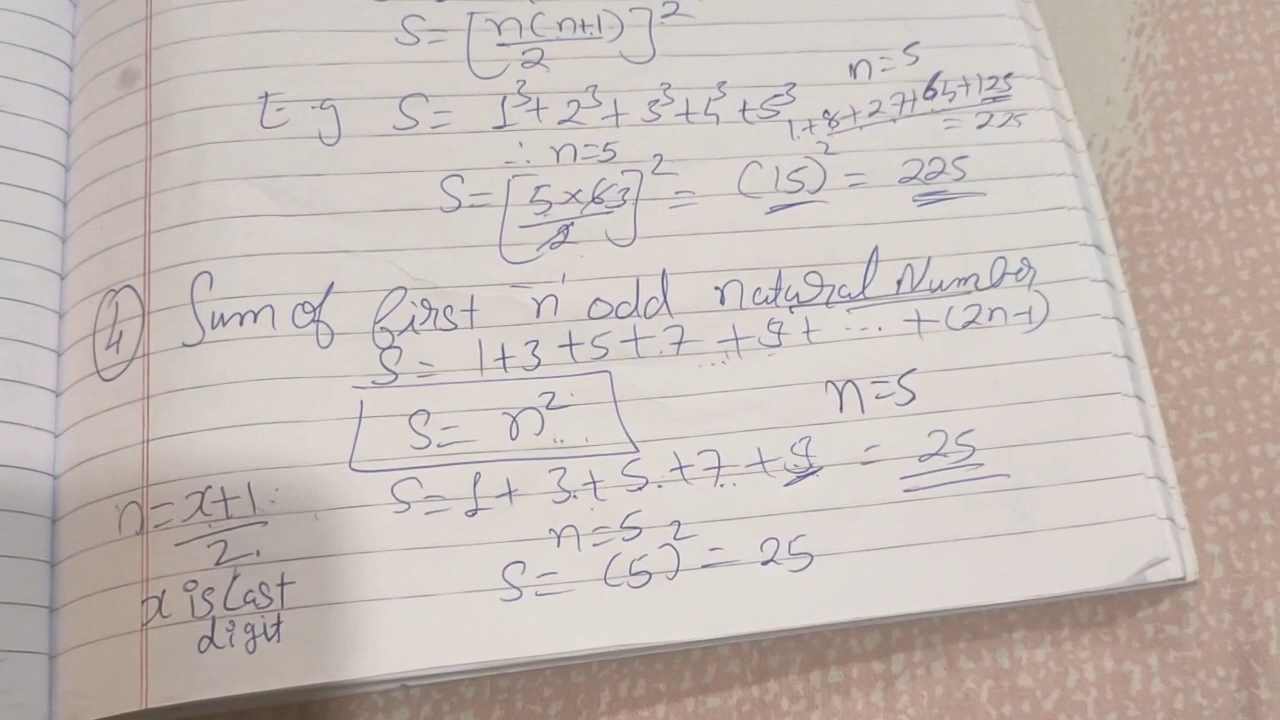 S = [n(n+1)/2]²
n=5
E.g S = 1³+2³+3³+4³+5³ 1+8+27+64+125
= 225
∴ n=5
S = [5×6 3/2]² = (15)² = 225
④ Sum of first 'n' odd natural Number
S = 1+3+5+7+9+ ... +(2n-1)
S = n²
n=5
S=1+3+5+7+9 = 25
n=5
S= (5)² = 25
n=x+1/2
x is Last
digit